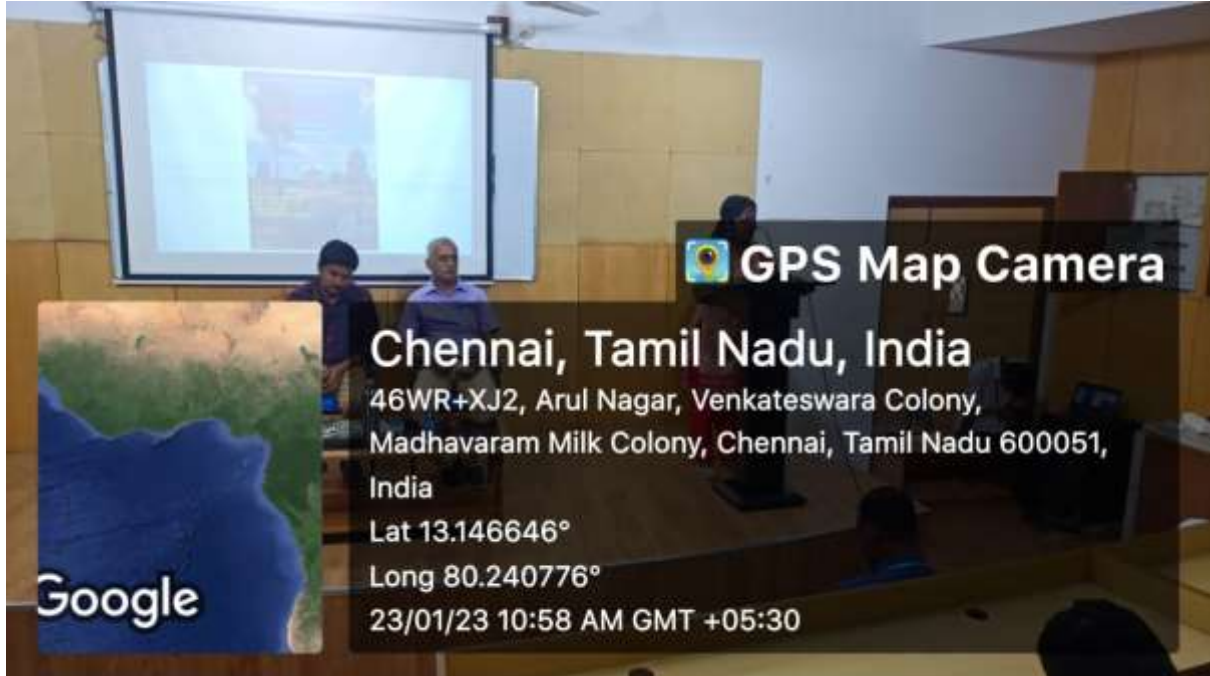 GPS Map Camera
Chennai, Tamil Nadu, India
46WR+XJ2, Arul Nagar, Venkateswara Colony,
Madhavaram Milk Colony, Chennai, Tamil Nadu 600051,
India
Lat 13.146646°
Long 80.240776°
23/01/23 10:58 AM GMT +05:30
Google